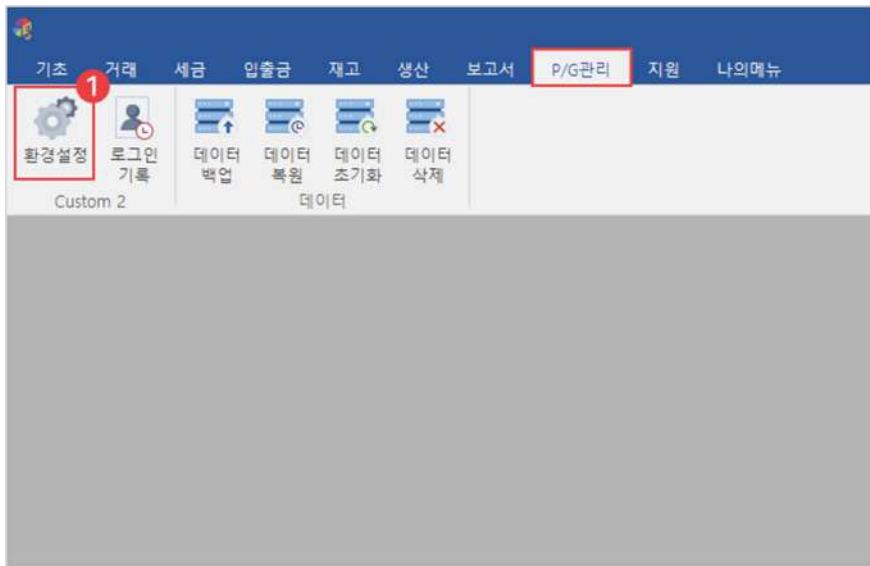 기초 거래 세금 입출금 재고 생산 보고서 P/G관리 지원 나의메뉴
1
환경설정 로그인 데이터 데이터 데이터 데이터
기록 백업 복원 초기화 삭제
Custom 2 데이터